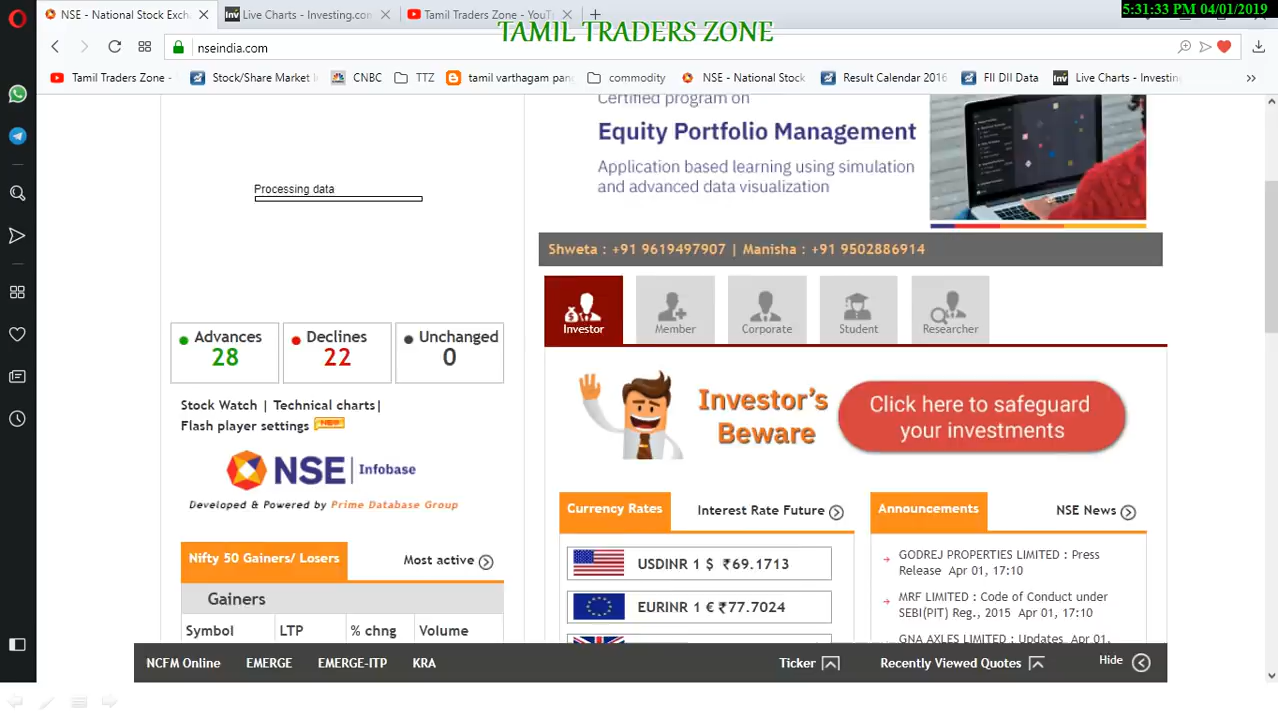 NSE - National Stock Exch
Live Charts - Investing.com
Tamil Traders Zone - YouT
5:31:33 PM 04/01/2019
TAMIL TRADERS ZONE
nseindia.com
Tamil Traders Zone -
Stock/Share Market I
CNBC
TTZ
tamil varthagam pan
commodity
NSE - National Stock
Result Calendar 2016
FII DII Data
Live Charts - Investin
Certified program on
Equity Portfolio Management
Application based learning using simulation
and advanced data visualization
Processing data
Shweta : +91 9619497907 | Manisha : +91 9502886914
Investor
Member
Corporate
Student
Researcher
Advances
28
Declines
22
Unchanged
0
Stock Watch | Technical charts|
Flash player settings NEW
NSE Infobase
Developed & Powered by Prime Database Group
Investor's
Beware
Click here to safeguard
your investments
Nifty 50 Gainers/ Losers
Most active
Gainers
Symbol LTP % chng Volume
Currency Rates
Interest Rate Future
USDINR 1 $ ₹69.1713
EURINR 1 € ₹77.7024
Announcements
NSE News
GODREJ PROPERTIES LIMITED : Press
Release Apr 01, 17:10
MRF LIMITED : Code of Conduct under
SEBI(PIT) Reg., 2015 Apr 01, 17:10
GNA AXLES LIMITED : Updates Apr 01,
NCFM Online
EMERGE
EMERGE-ITP
KRA
Ticker
Recently Viewed Quotes
Hide